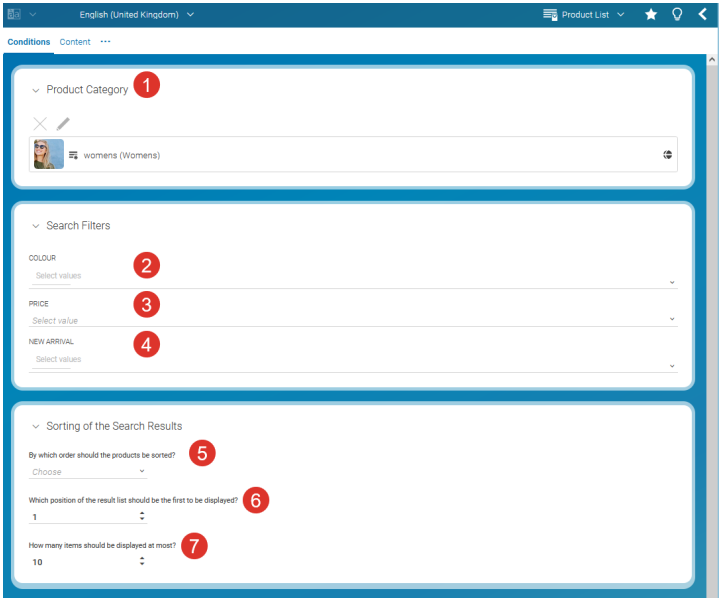 English (United Kingdom)
Product List
Conditions Content ...
Product Category 1
womens (Womens)
Search Filters
COLOUR
Select values
2
PRICE
Select value
3
NEW ARRIVAL
Select values
4
Sorting of the Search Results
By which order should the products be sorted? 5
Choose
Which position of the result list should be the first to be displayed? 6
1
How many items should be displayed at most? 7
10